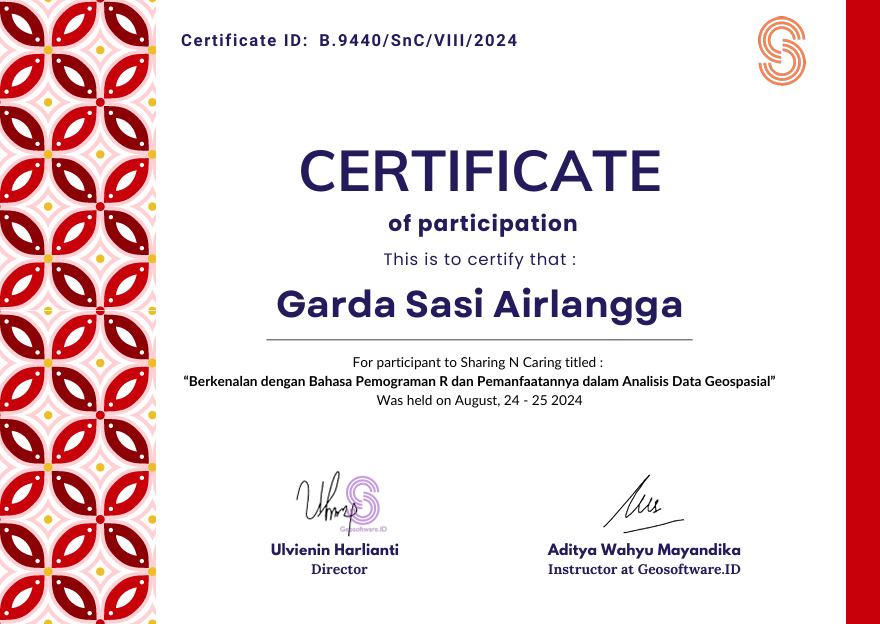 Certificate ID: B.9440/SnC/VIII/2024
CERTIFICATE
of participation
This is to certify that :
Garda Sasi Airlangga
For participant to Sharing N Caring titled :
“Berkenalan dengan Bahasa Pemograman R dan Pemanfaatannya dalam Analisis Data Geospasial”
Was held on August, 24 - 25 2024
Geosoftware.ID
Ulvienin Harlianti
Director
Aditya Wahyu Mayandika
Instructor at Geosoftware.ID